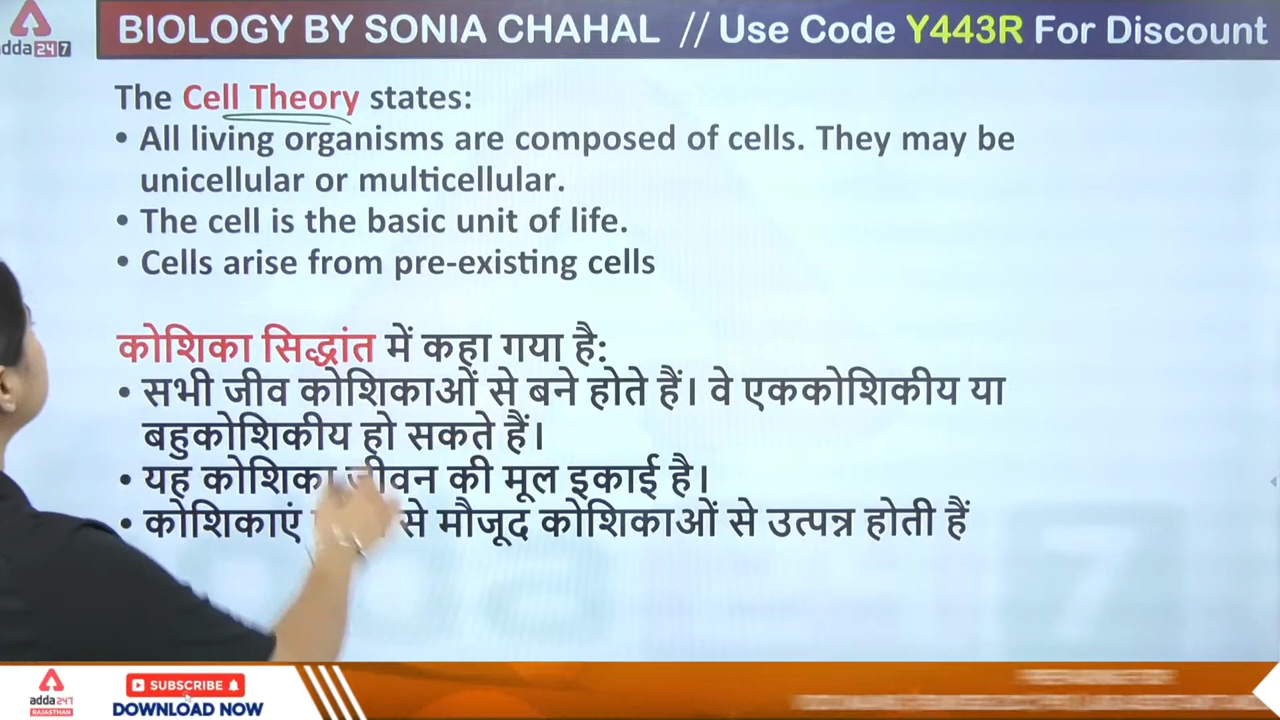 BIOLOGY BY SONIA CHAHAL // Use Code Y443R For Discount
adda247
The Cell Theory states:
• All living organisms are composed of cells. They may be
unicellular or multicellular.
• The cell is the basic unit of life.
• Cells arise from pre-existing cells
कोशिका सिद्धांत में कहा गया है:
• सभी जीव कोशिकाओं से बने होते हैं। वे एककोशिकीय या
बहुकोशिकीय हो सकते हैं।
• यह कोशिका जीवन की मूल इकाई है।
• कोशिकाएं से मौजूद कोशिकाओं से उत्पन्न होती हैं
7
adda247
RAJASTHAN
SUBSCRIBE
DOWNLOAD NOW